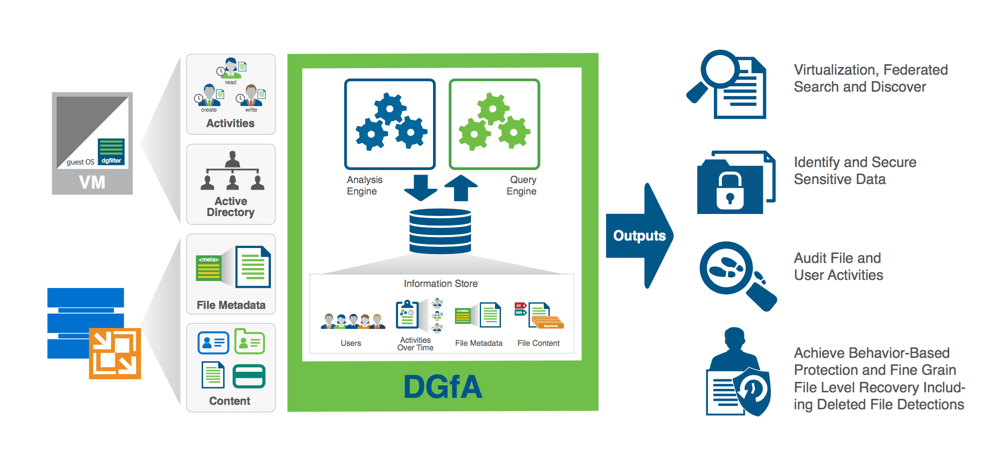 guest OS
dgfilter
VM
read
create
write
Activities
Active
Directory
<meta>
File Metadata
Content
Analysis
Engine
Query
Engine
Information Store
Users
Activities
Over Time
<meta>
File Metadata
File Content
DGfA
Outputs
Virtualization, Federated
Search and Discover
Identify and Secure
Sensitive Data
Audit File and
User Activities
Achieve Behavior-Based
Protection and Fine Grain
File Level Recovery Includ-
ing Deleted File Detections